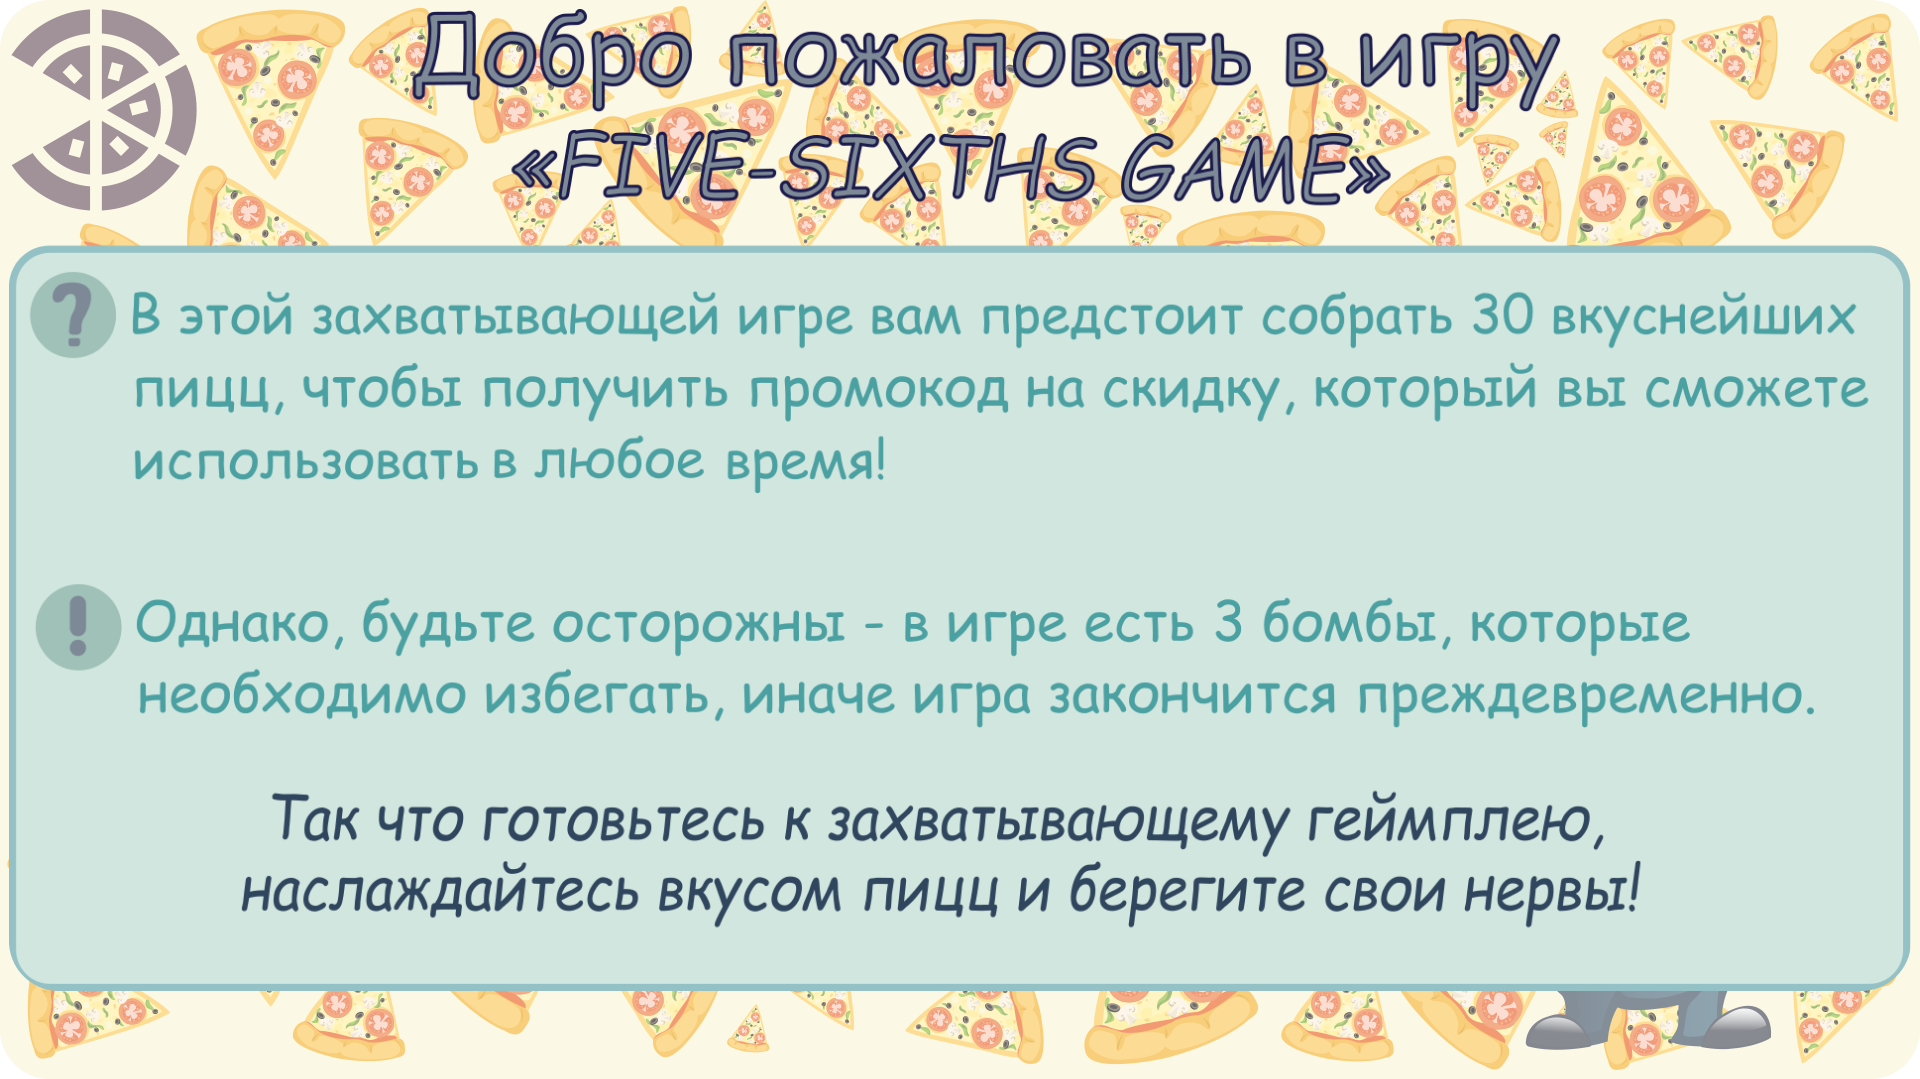 Добро пожаловать в игру
«FIVE-SIXTHS GAME»
? В этой захватывающей игре вам предстоит собрать 30 вкуснейших
пицц, чтобы получить промокод на скидку, который вы сможете
использовать в любое время!
! Однако, будьте осторожны - в игре есть 3 бомбы, которые
необходимо избегать, иначе игра закончится преждевременно.
Так что готовьтесь к захватывающему геймплею,
наслаждайтесь вкусом пицц и берегите свои нервы!